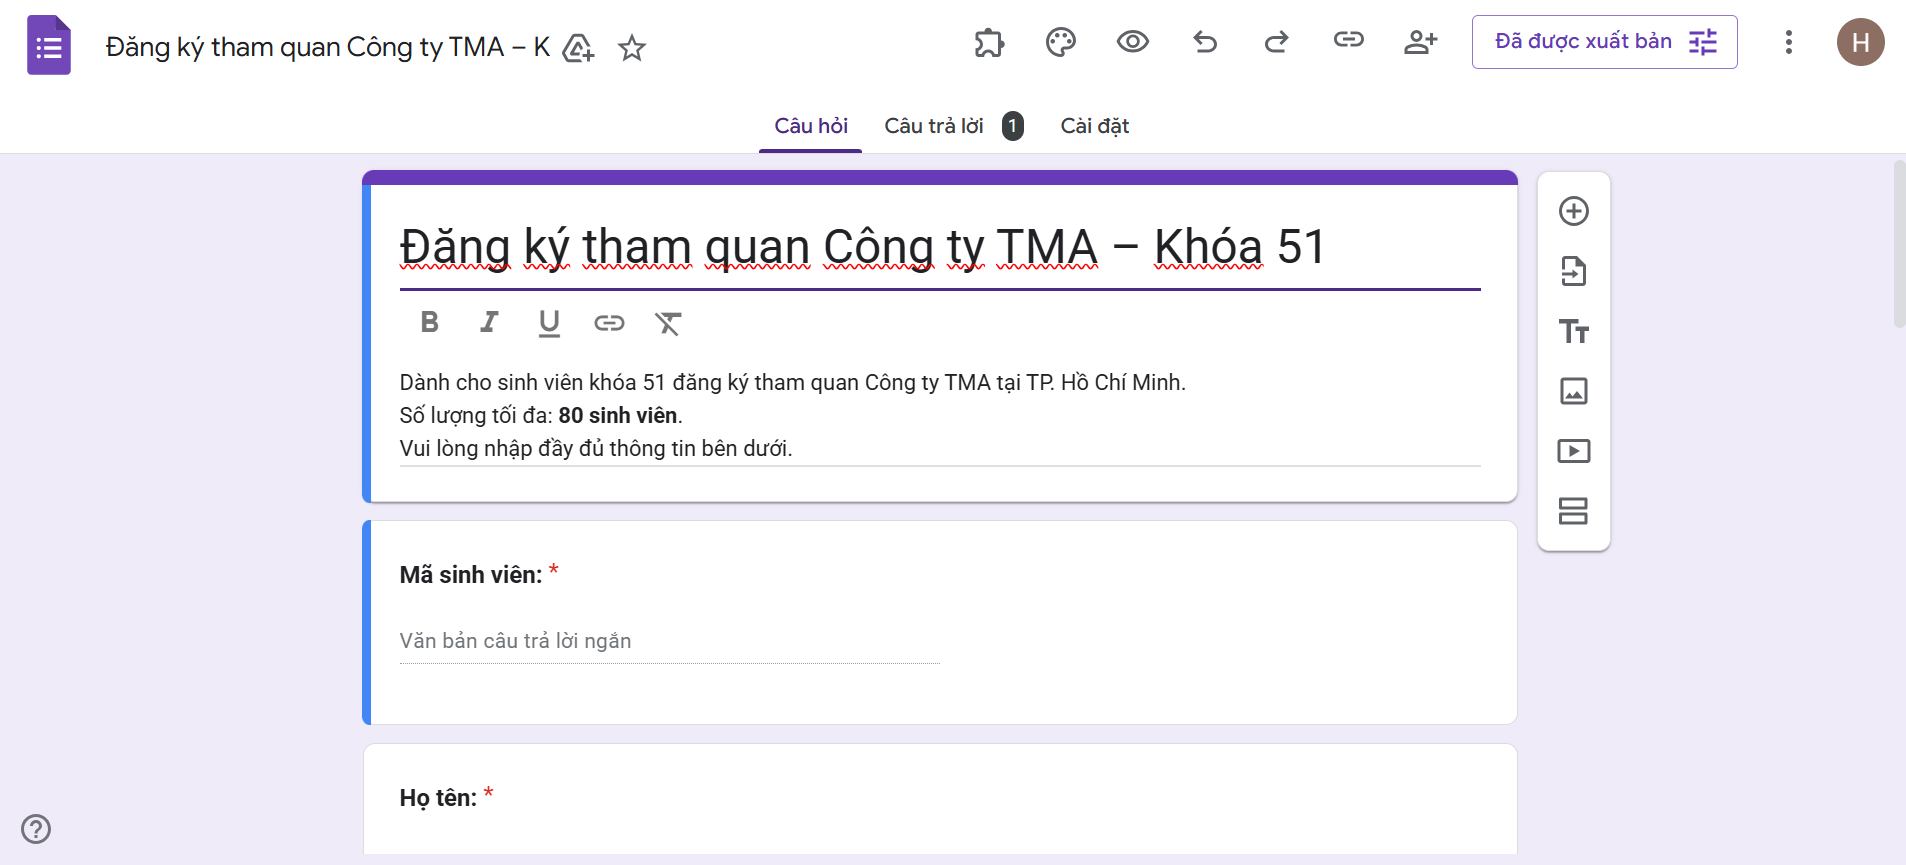 Đăng ký tham quan Công ty TMA – K
Đã được xuất bản
H
Câu hỏi
Câu trả lời 1
Cài đặt
Đăng ký tham quan Công ty TMA – Khóa 51
Dành cho sinh viên khóa 51 đăng ký tham quan Công ty TMA tại TP. Hồ Chí Minh.
Số lượng tối đa: 80 sinh viên.
Vui lòng nhập đầy đủ thông tin bên dưới.
Mã sinh viên: *
Văn bản câu trả lời ngắn
Họ tên: *